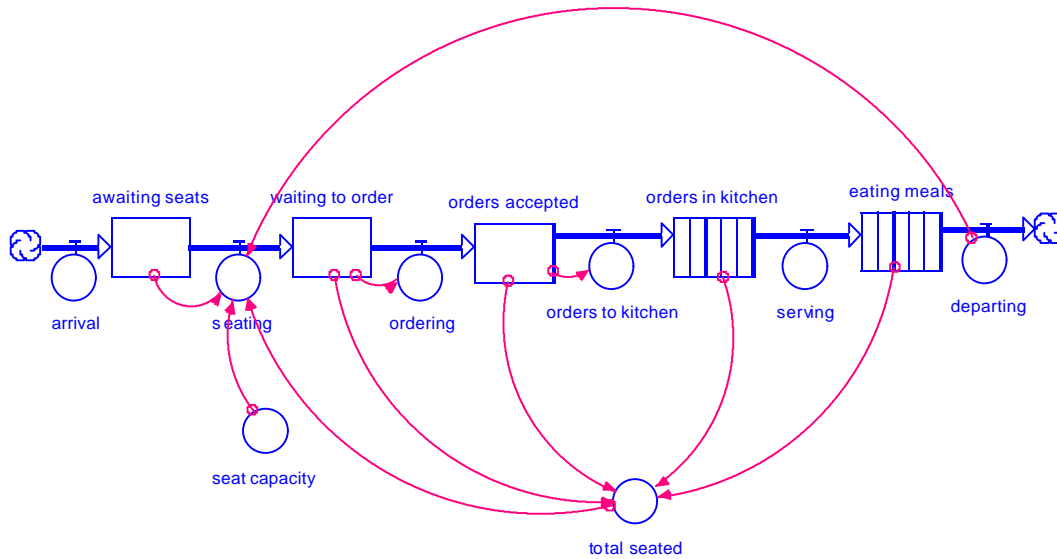 awaiting seats
waiting to order
orders accepted
orders in kitchen
eating meals
arrival
seating
ordering
orders to kitchen
serving
departing
seat capacity
total seated